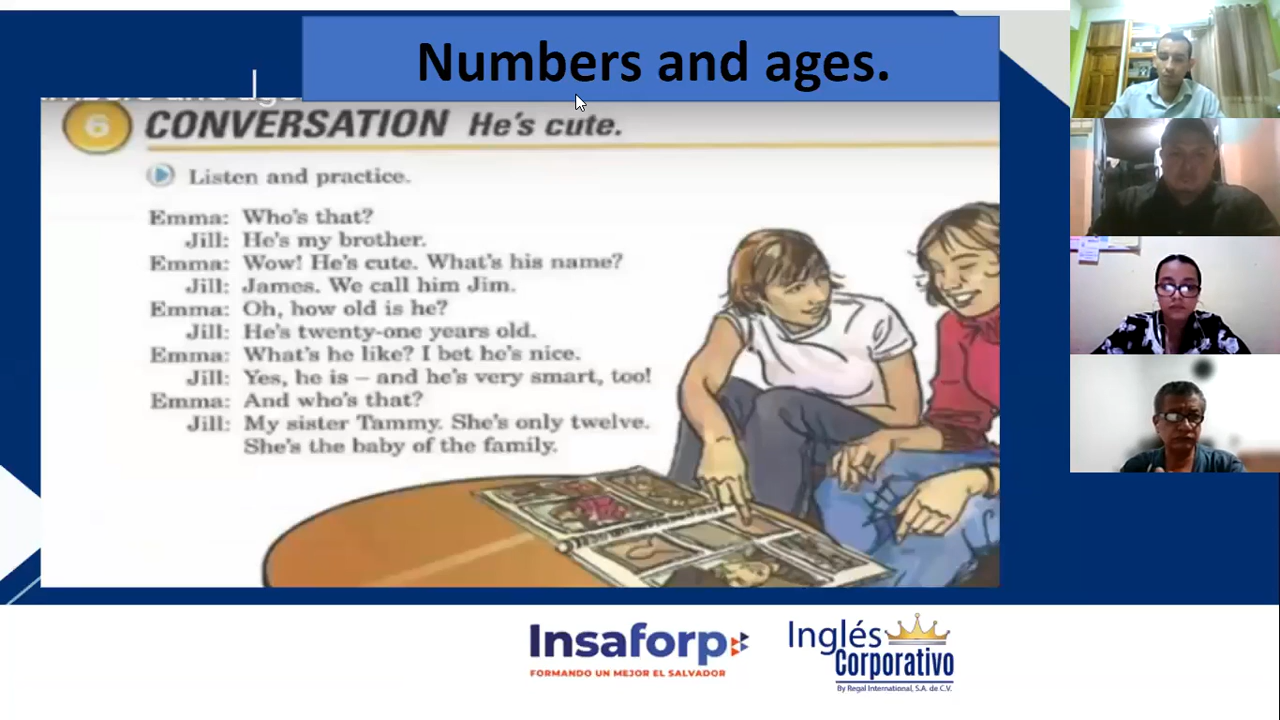 Numbers and ages.
6 CONVERSATION He's cute.
Listen and practice.
Emma: Who's that?
Jill: He's my brother.
Emma: Wow! He's cute. What's his name?
Jill: James. We call him Jim.
Emma: Oh, how old is he?
Jill: He's twenty-one years old.
Emma: What's he like? I bet he's nice.
Jill: Yes, he is – and he's very smart, too!
Emma: And who's that?
Jill: My sister Tammy. She's only twelve.
She's the baby of the family.
Insaforp
FORMANDO UN MEJOR EL SALVADOR
Inglés
Corporativo
By Regal International, S.A. de C.V.